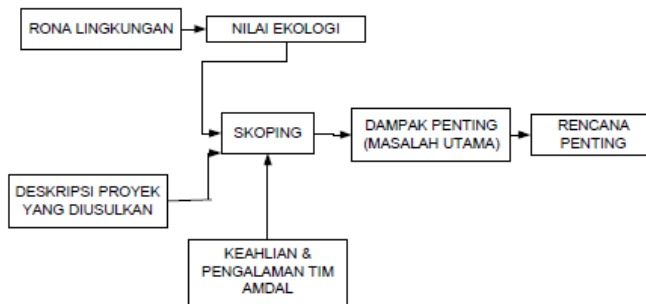 RONA LINGKUNGAN
NILAI EKOLOGI
SKOPING
DAMPAK PENTING
(MASALAH UTAMA)
RENCANA
PENTING
DESKRIPSI PROYEK
YANG DIUSULKAN
KEAHLIAN &
PENGALAMAN TIM
AMDAL